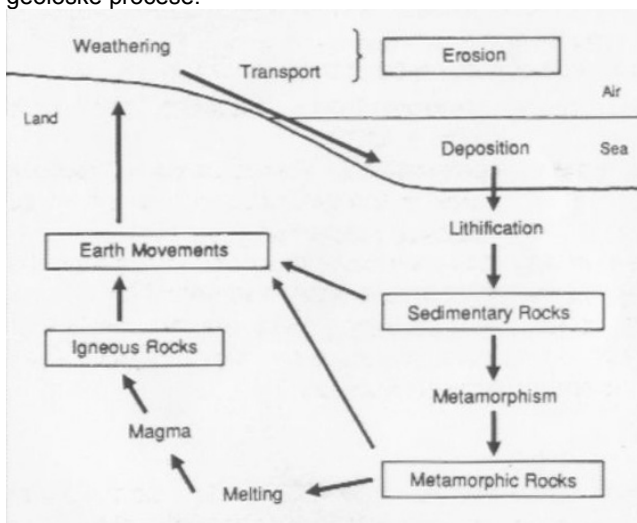 geološke procese.
Weathering
Transport
Erosion
Air
Land
Deposition
Sea
Lithification
Earth Movements
Sedimentary Rocks
Igneous Rocks
Metamorphism
Magma
Melting
Metamorphic Rocks